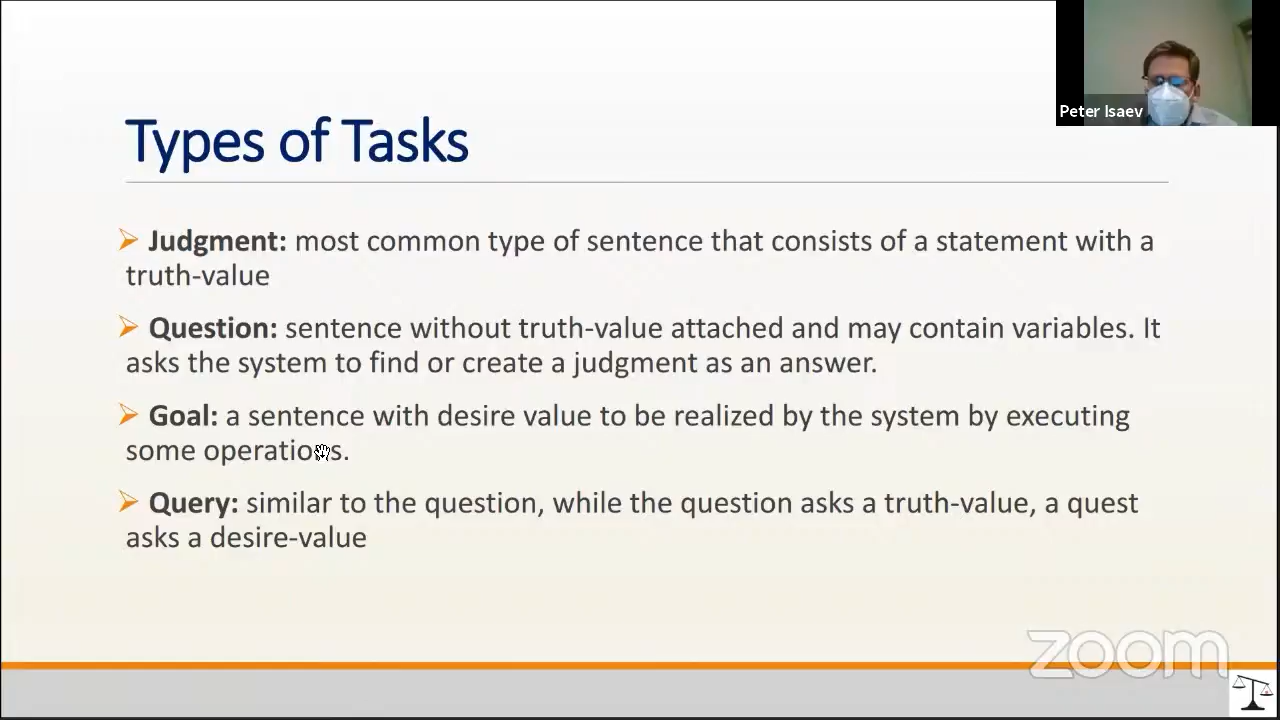 Peter Isaev
Types of Tasks
Judgment: most common type of sentence that consists of a statement with a
truth-value
Question: sentence without truth-value attached and may contain variables. It
asks the system to find or create a judgment as an answer.
Goal: a sentence with desire value to be realized by the system by executing
some operations.
Query: similar to the question, while the question asks a truth-value, a quest
asks a desire-value
zoom